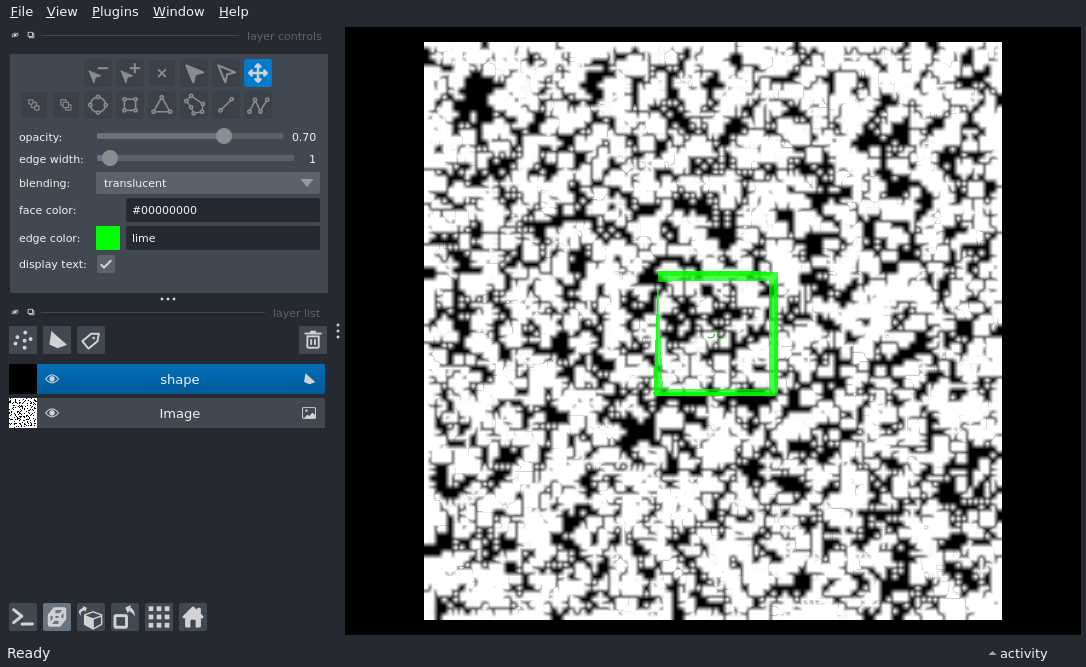 File View Plugins Window Help
layer controls
opacity: 0.70
edge width: 1
blending: translucent
face color: #00000000
edge color: lime
display text:
layer list
shape
Image
Ready
activity